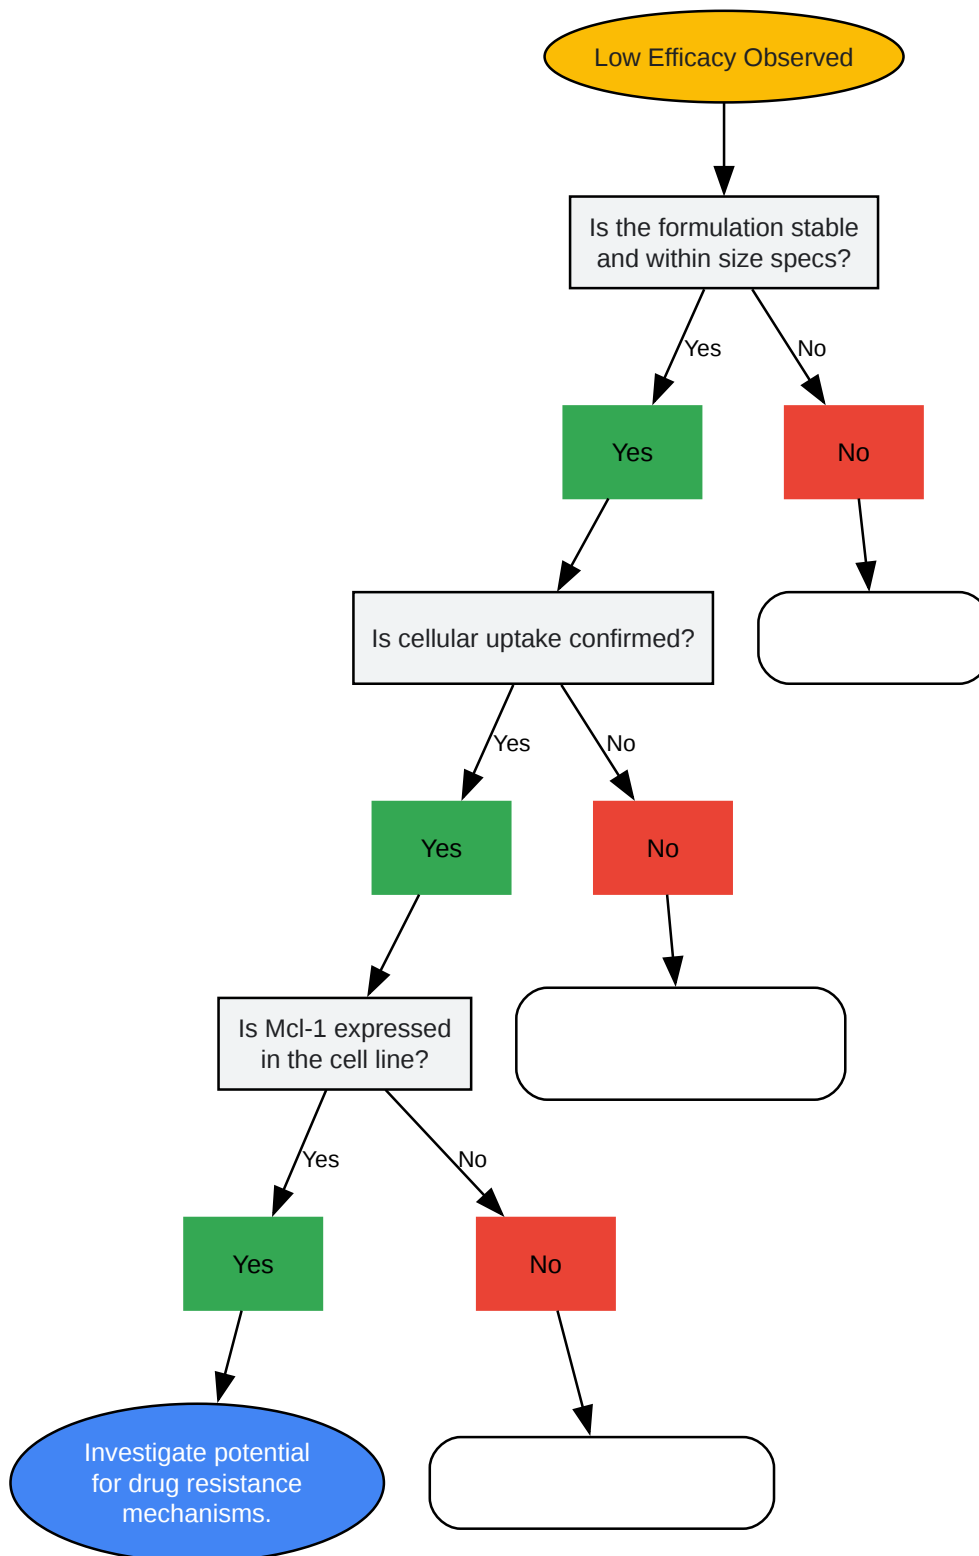 Low Efficacy Observed
Is the formulation stable
and within size specs?
Yes
No
Yes
No
Is cellular uptake confirmed?
Yes
No
Yes
No
Is Mcl-1 expressed
in the cell line?
Yes
No
Yes
No
Investigate potential
for drug resistance
mechanisms.